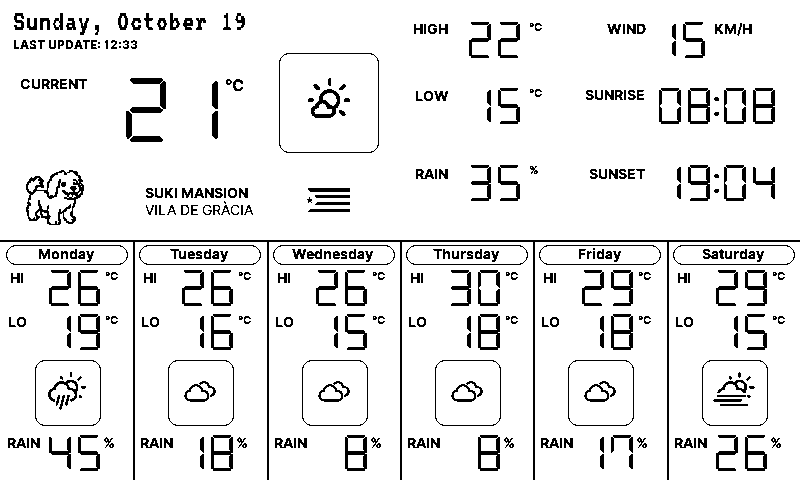 Sunday, October 19
LAST UPDATE: 12:33
CURRENT 21 °C
SUKI MANSION
VILA DE GRÀCIA
HIGH 22 °C
LOW 15 °C
RAIN 35 %
WIND 15 KM/H
SUNRISE 08:08
SUNSET 19:04
Monday
HI 26 °C
LO 19 °C
RAIN 45 %
Tuesday
HI 26 °C
LO 16 °C
RAIN 18 %
Wednesday
HI 26 °C
LO 15 °C
RAIN 8 %
Thursday
HI 30 °C
LO 18 °C
RAIN 8 %
Friday
HI 29 °C
LO 18 °C
RAIN 17 %
Saturday
HI 29 °C
LO 15 °C
RAIN 26 %